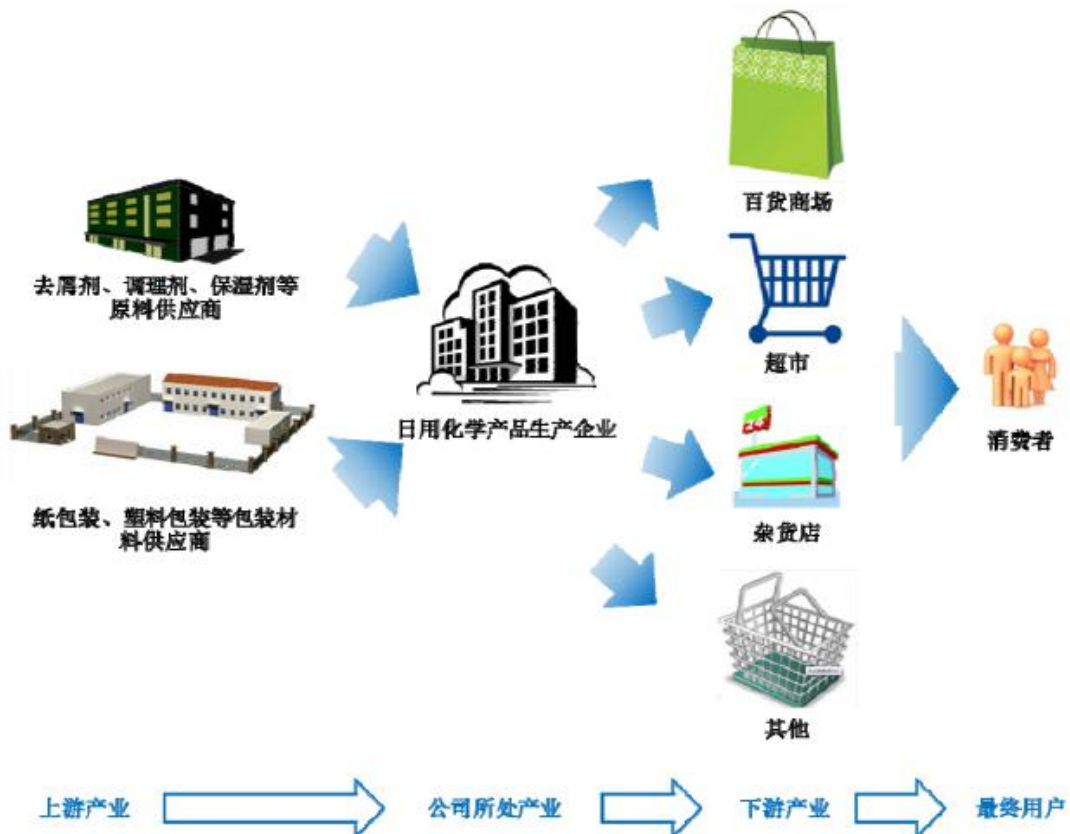 百货商场
去屑剂、调理剂、保湿剂等
原料供应商
超市
日用化学产品生产企业
消费者
纸包装、塑料包装等包装材
料供应商
杂货店
其他
上游产业
公司所处产业
下游产业
最终用户